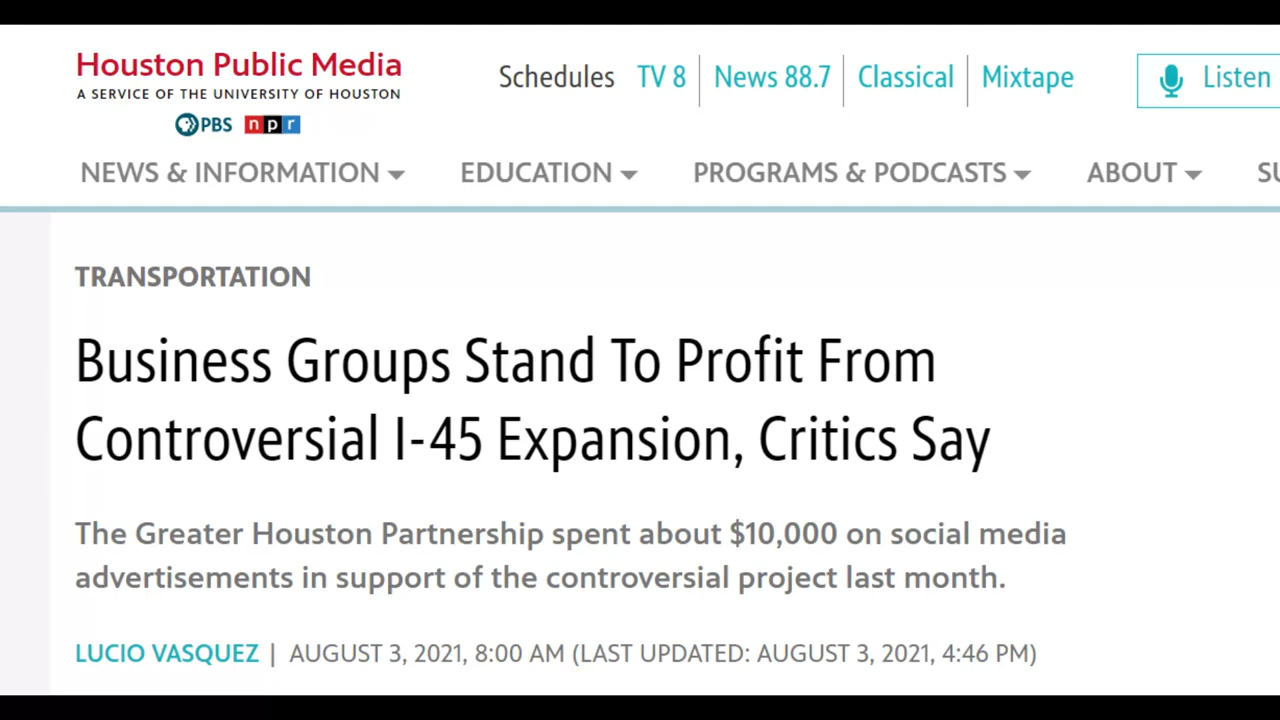 Houston Public Media
A SERVICE OF THE UNIVERSITY OF HOUSTON
PBS npr
Schedules TV 8 News 88.7 Classical Mixtape Listen
NEWS & INFORMATION EDUCATION PROGRAMS & PODCASTS ABOUT SU
TRANSPORTATION
Business Groups Stand To Profit From
Controversial I-45 Expansion, Critics Say
The Greater Houston Partnership spent about $10,000 on social media
advertisements in support of the controversial project last month.
LUCIO VASQUEZ | AUGUST 3, 2021, 8:00 AM (LAST UPDATED: AUGUST 3, 2021, 4:46 PM)